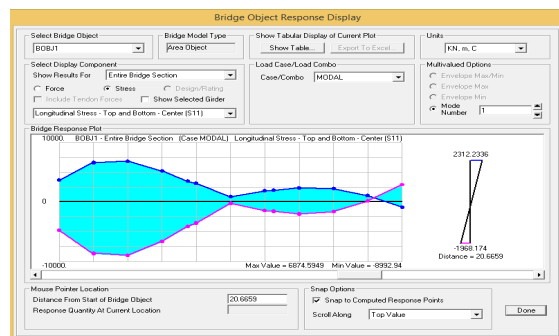 Bridge Object Response Display
Select Bridge Object
BOBJ1
Bridge Model Type
Area Object
Show Tabular Display of Current Plot
Show Table...
Export To Excel...
Units
KN, m, C
Select Display Component
Show Results For
Entire Bridge Section
Force
Stress
Design/Rating
Include Tendon Forces
Show Selected Girder
Longitudinal Stress - Top and Bottom - Center (S11)
Load Case/Load Combo
Case/Combo
MODAL
Multivalued Options
Envelope Max/Min
Envelope Max
Envelope Min
Mode Number
1
Bridge Response Plot
10000.
BOBJ1 - Entire Bridge Section (Case MODAL) Longitudinal Stress - Top and Bottom - Center (S11)
0
-10000.
Max Value = 6874.5949 Min Value = -8992.94
2312.2336
-1968.174
Distance = 20.6659
Mouse Pointer Location
Distance From Start of Bridge Object
20.6659
Response Quantity At Current Location
Snap Options
Snap to Computed Response Points
Scroll Along
Top Value
Done